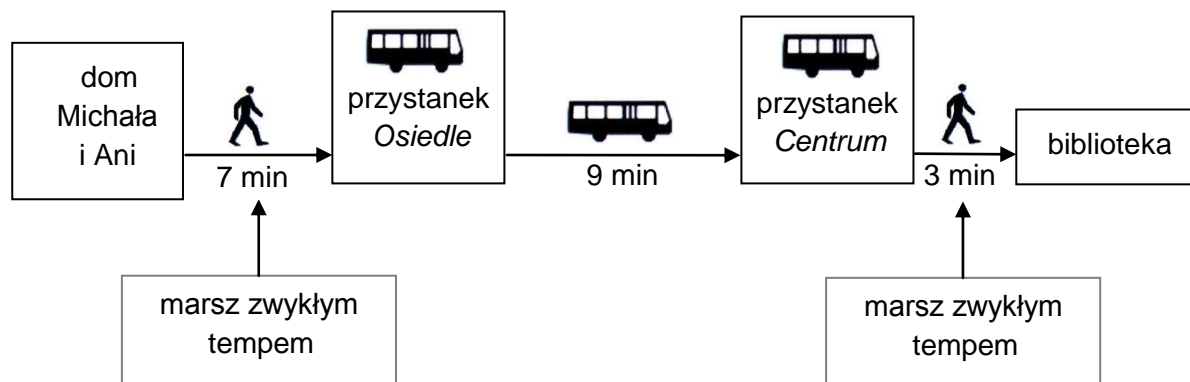 dom
Michała
i Ani
7 min
przystanek
Osiedle
9 min
przystanek
Centrum
3 min
biblioteka
marsz zwykłym
tempem
marsz zwykłym
tempem